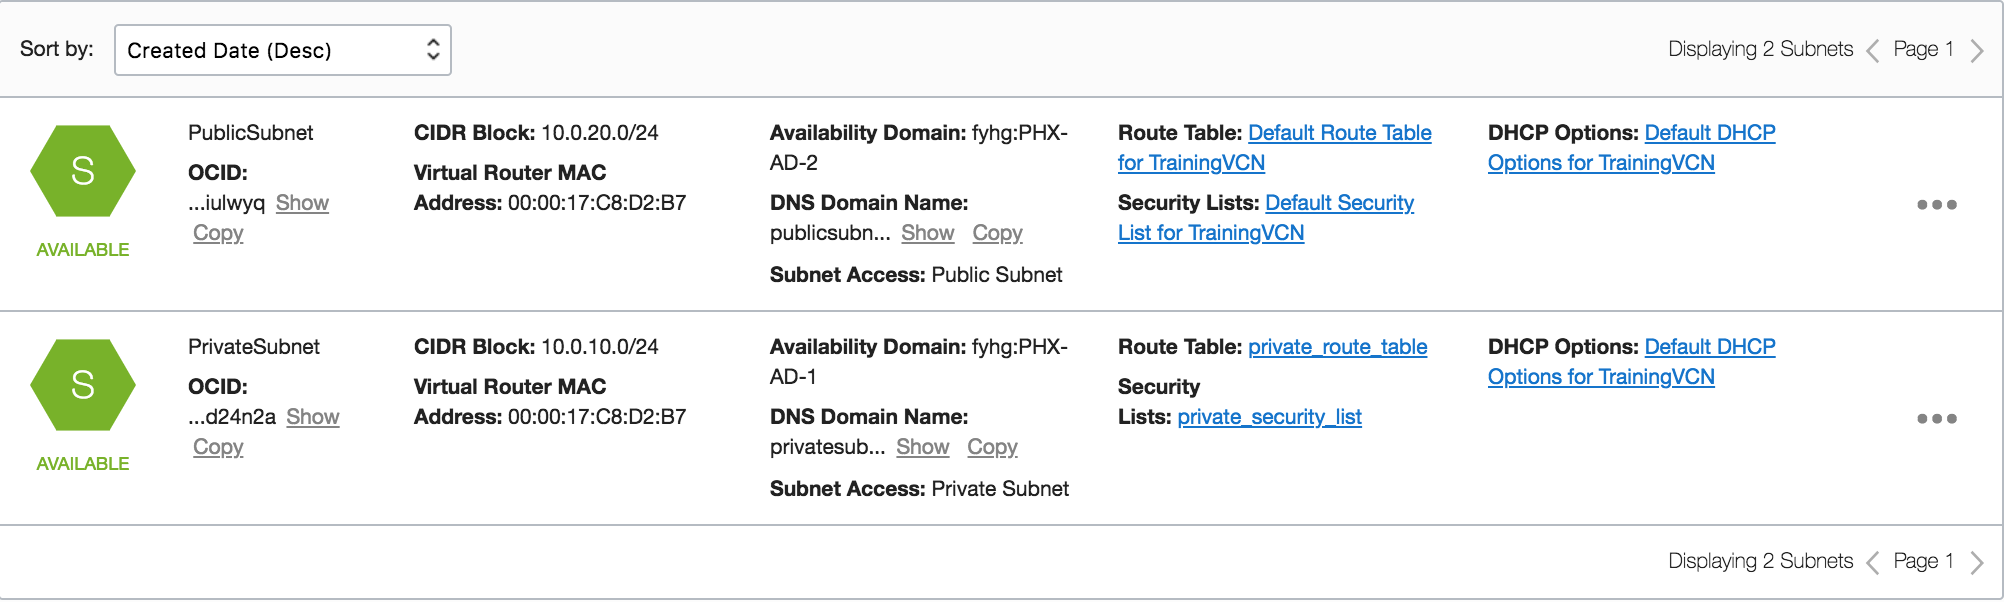 Sort by: Created Date (Desc) Displaying 2 Subnets Page 1
S
AVAILABLE
PublicSubnet
OCID:
...iulwyq Show
Copy
CIDR Block: 10.0.20.0/24
Virtual Router MAC
Address: 00:00:17:C8:D2:B7
Availability Domain: fyhg:PHX-
AD-2
DNS Domain Name:
publicsubn... Show Copy
Subnet Access: Public Subnet
Route Table: Default Route Table
for TrainingVCN
Security Lists: Default Security
List for TrainingVCN
DHCP Options: Default DHCP
Options for TrainingVCN
S
AVAILABLE
PrivateSubnet
OCID:
...d24n2a Show
Copy
CIDR Block: 10.0.10.0/24
Virtual Router MAC
Address: 00:00:17:C8:D2:B7
Availability Domain: fyhg:PHX-
AD-1
DNS Domain Name:
privatesub... Show Copy
Subnet Access: Private Subnet
Route Table: private_route_table
Security
Lists: private_security_list
DHCP Options: Default DHCP
Options for TrainingVCN
Displaying 2 Subnets Page 1